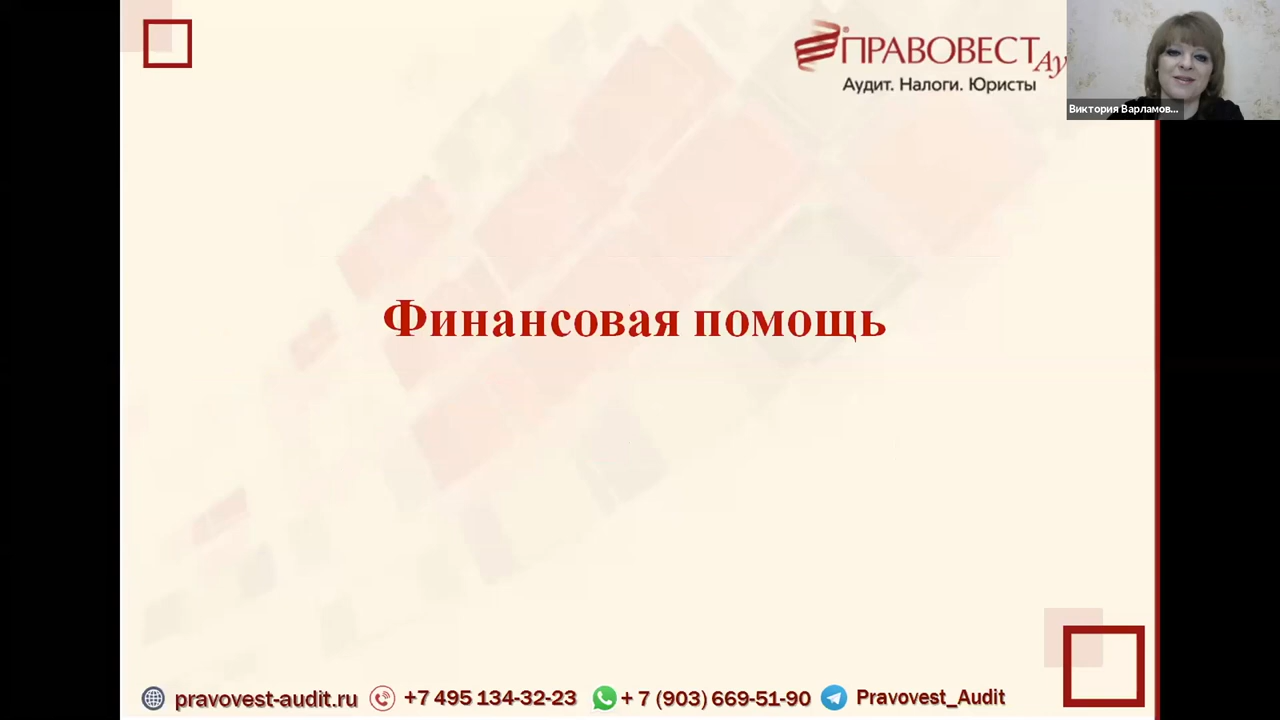 ПРАВОВЕСТ Ау
Аудит. Налоги. Юристы
Виктория Варламов...
Финансовая помощь
pravovest-audit.ru
+7 495 134-32-23
+ 7 (903) 669-51-90
Pravovest_Audit